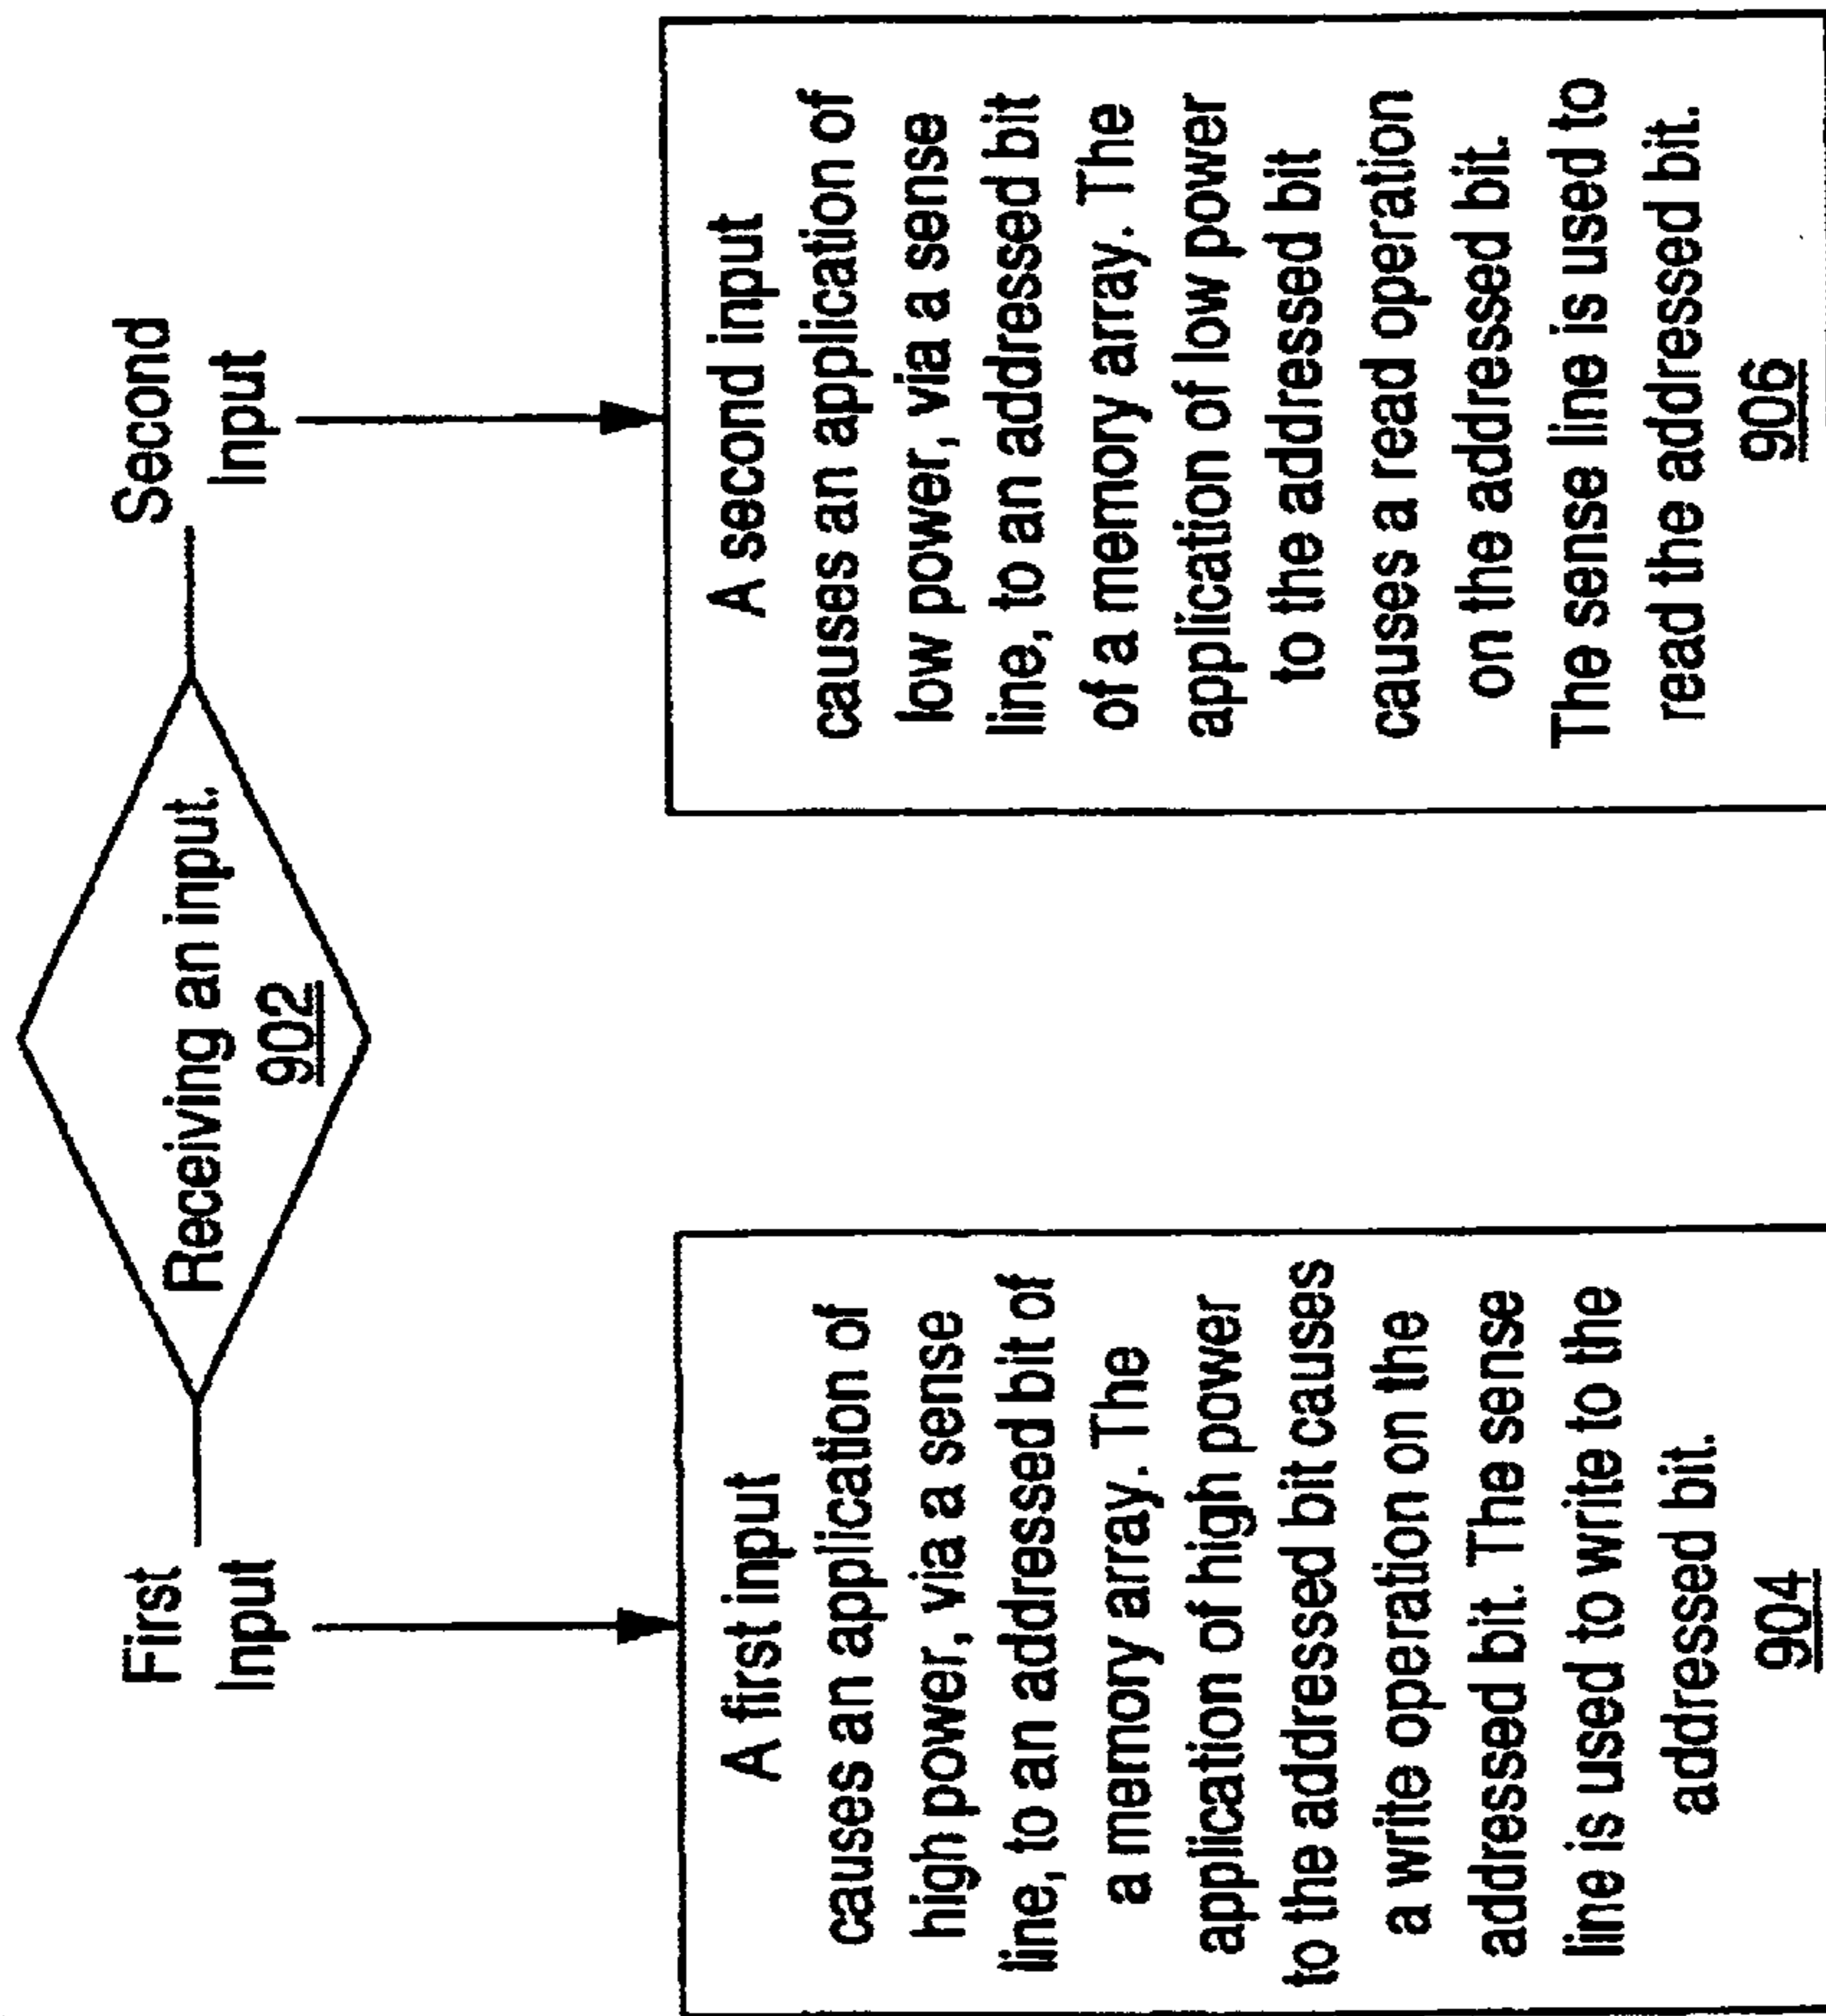 Receiving an input.
902
First
Input
Second
Input
A first input
causes an application of
high power, via a sense
line, to an addressed bit of
a memory array. The
application of high power
to the addressed bit causes
a write operation on the
addressed bit. The sense
line is used to write to the
addressed bit.
904
A second input
causes an application of
low power, via a sense
line, to an addressed bit
of a memory array. The
application of low power
to the addressed bit
causes a read operation
on the addressed bit.
The sense line is used to
read the addressed bit.
906